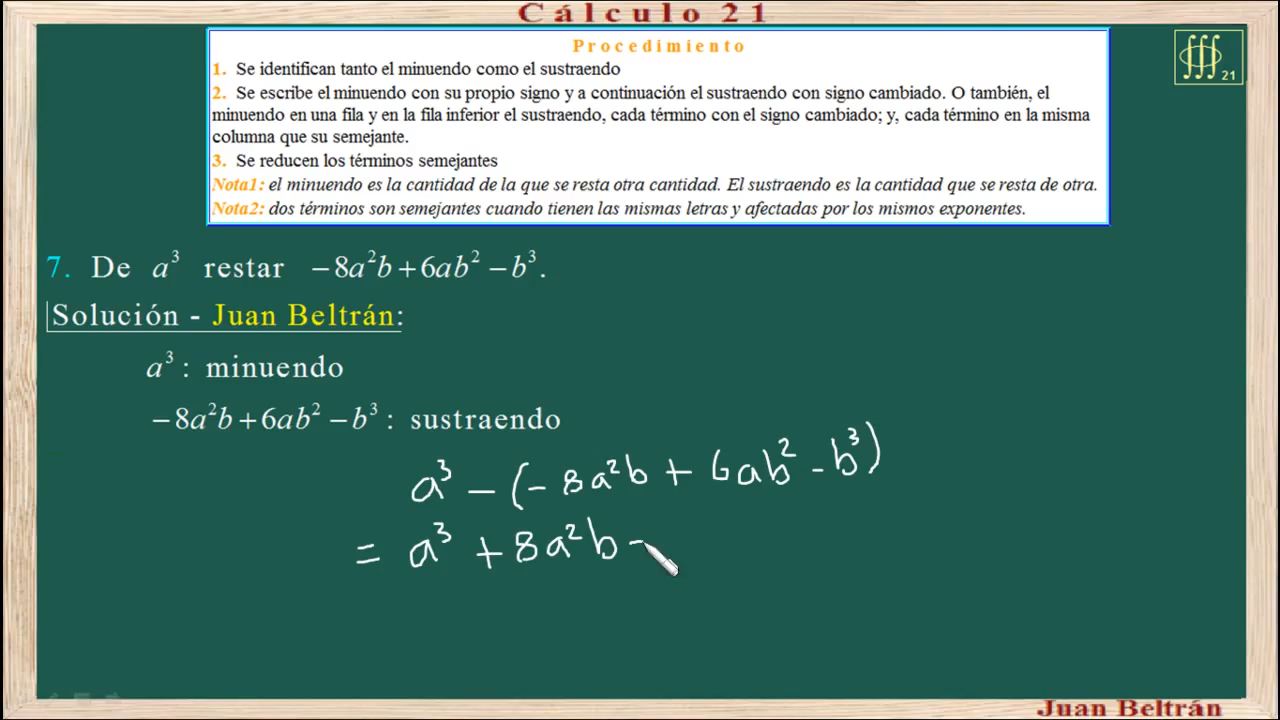 Cálculo 21
Procedimiento
1. Se identifican tanto el minuendo como el sustraendo
2. Se escribe el minuendo con su propio signo y a continuación el sustraendo con signo cambiado. O también, el
minuendo en una fila y en la fila inferior el sustraendo, cada término con el signo cambiado; y, cada término en la misma
columna que su semejante.
3. Se reducen los términos semejantes
Nota1: el minuendo es la cantidad de la que se resta otra cantidad. El sustraendo es la cantidad que se resta de otra.
Nota2: dos términos son semejantes cuando tienen las mismas letras y afectadas por los mismos exponentes.
∫∫∫ 21
7. De a³ restar −8a²b+6ab²−b³.
Solución - Juan Beltrán:
a³: minuendo
−8a²b+6ab²−b³: sustraendo
a³ − (−8a²b + 6ab² − b³)
= a³ + 8a²b −
Juan Beltrán